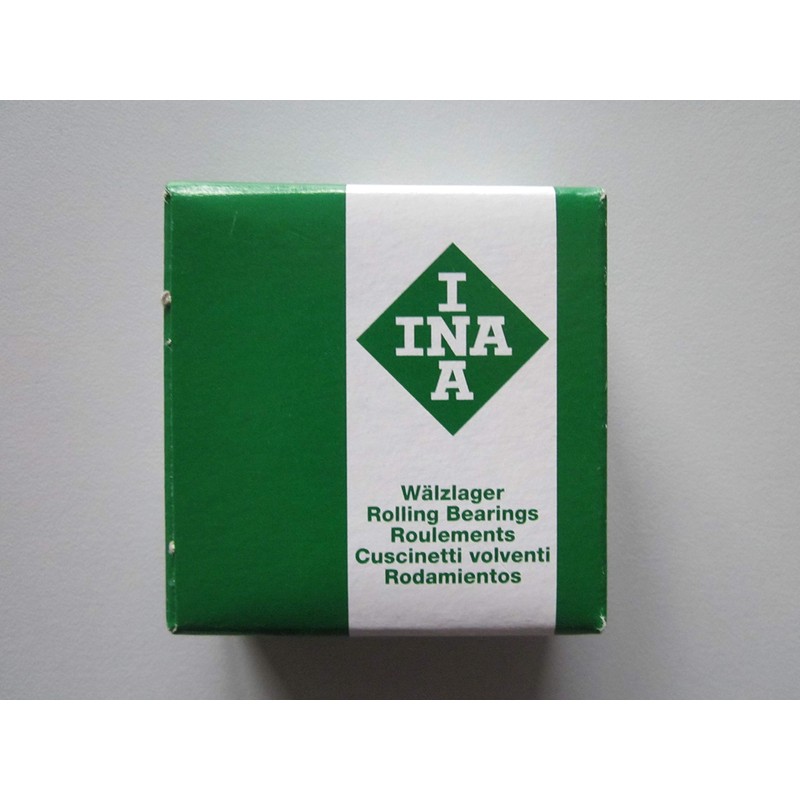 I
INA
A
Wälzlager
Rolling Bearings
Roulements
Cuscinetti volventi
Rodamientos